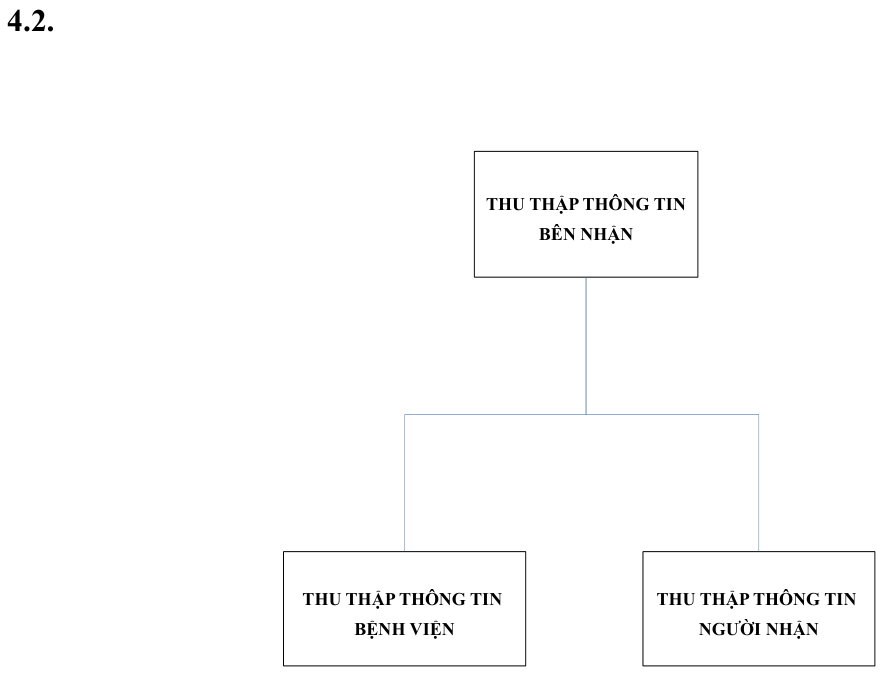 4.2.
THU THẬP THÔNG TIN
BÊN NHẬN
THU THẬP THÔNG TIN
BỆNH VIỆN
THU THẬP THÔNG TIN
NGƯỜI NHẬN